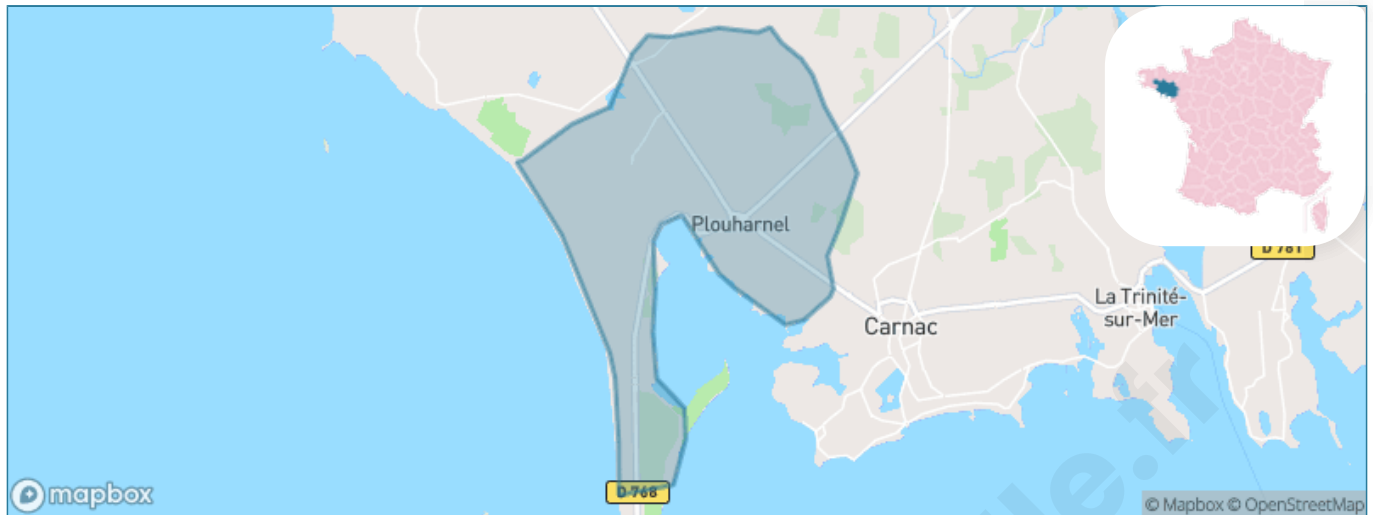 D 781
Plouharnel
La Trinité-
sur-Mer
Carnac
D 768
mapbox
© Mapbox © OpenStreetMap